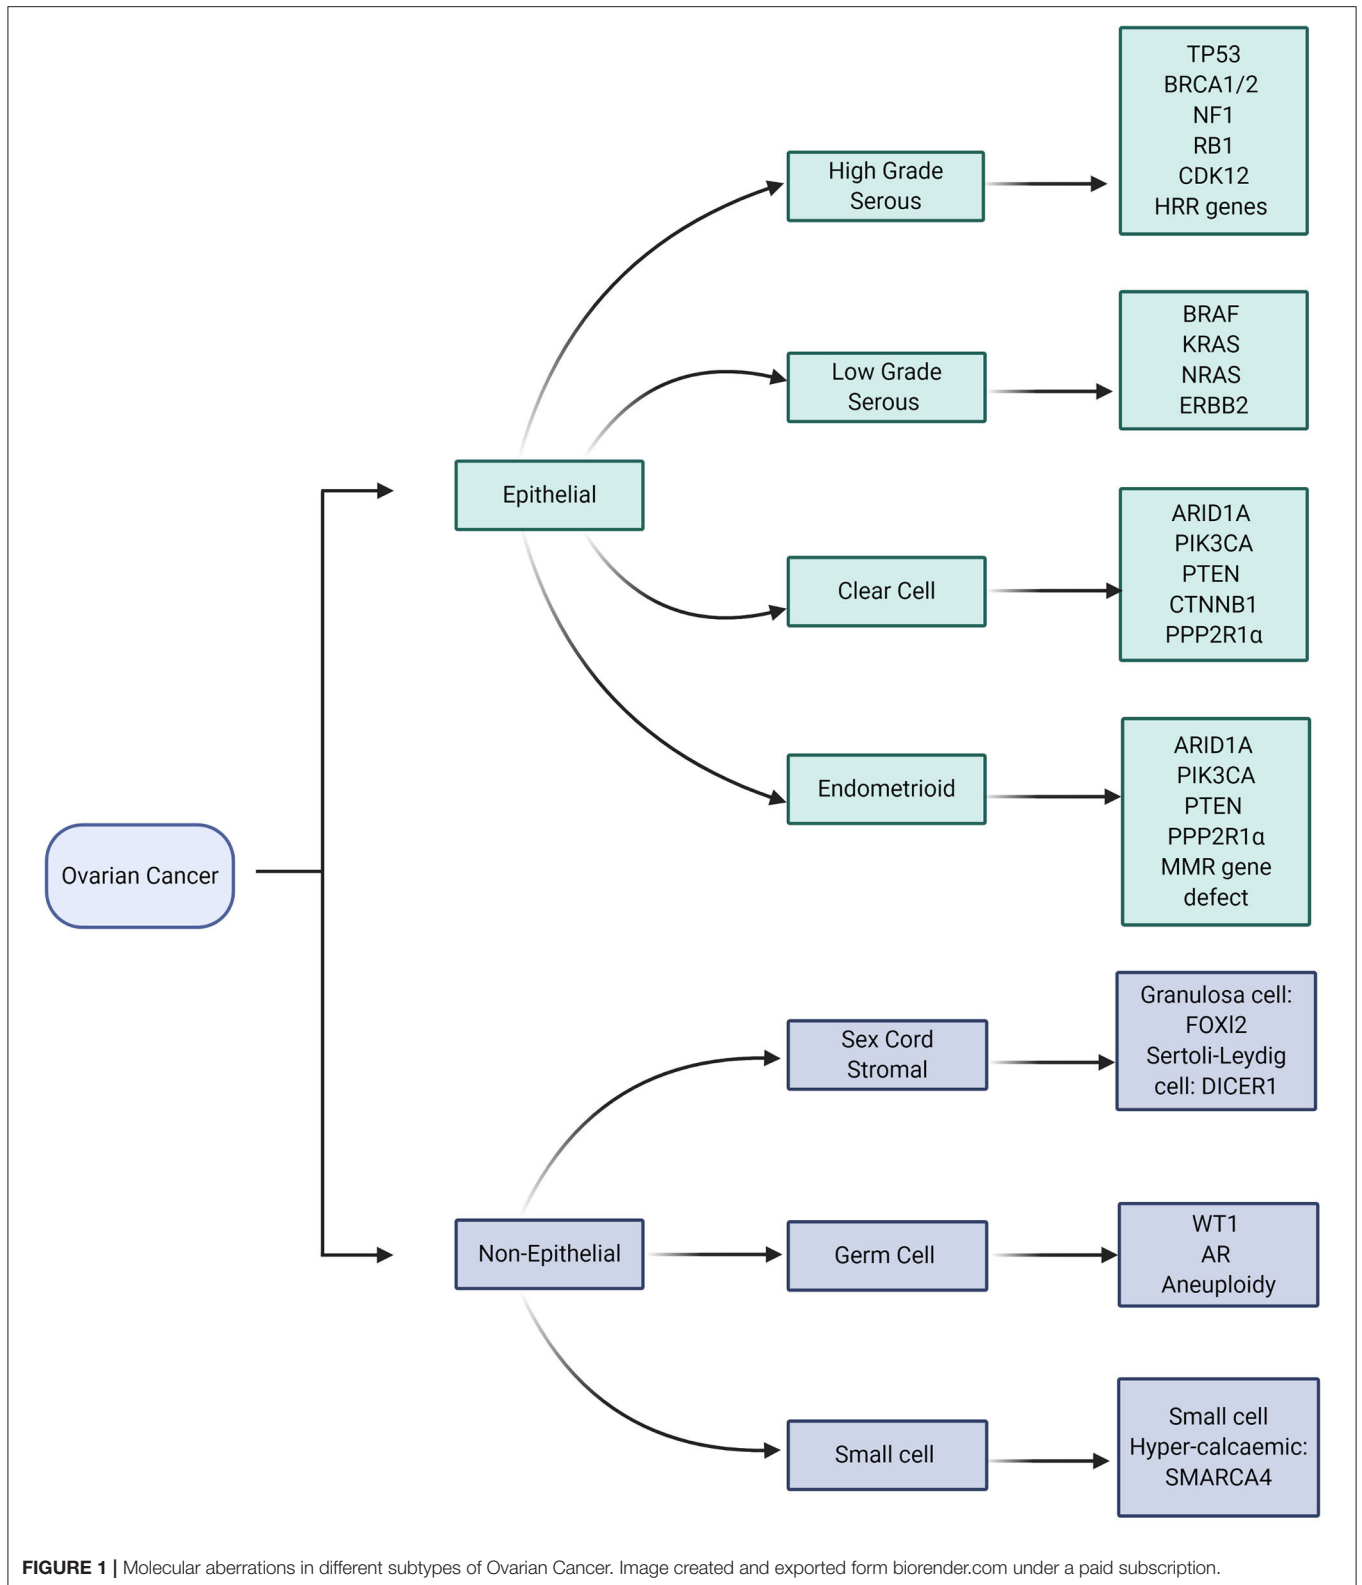 TP53
BRCA1/2
NF1
RB1
CDK12
HRR genes
High Grade
Serous
BRAF
KRAS
NRAS
ERBB2
Low Grade
Serous
Epithelial
ARID1A
PIK3CA
PTEN
CTNNB1
PPP2R1α
Clear Cell
ARID1A
PIK3CA
PTEN
PPP2R1α
MMR gene
defect
Endometrioid
Ovarian Cancer
Granulosa cell:
FOXl2
Sertoli-Leydig
cell: DICER1
Sex Cord
Stromal
Non-Epithelial
Germ Cell
WT1
AR
Aneuploidy
Small cell
Small cell
Hyper-calcaemic:
SMARCA4
FIGURE 1 | Molecular aberrations in different subtypes of Ovarian Cancer. Image created and exported form biorender.com under a paid subscription.